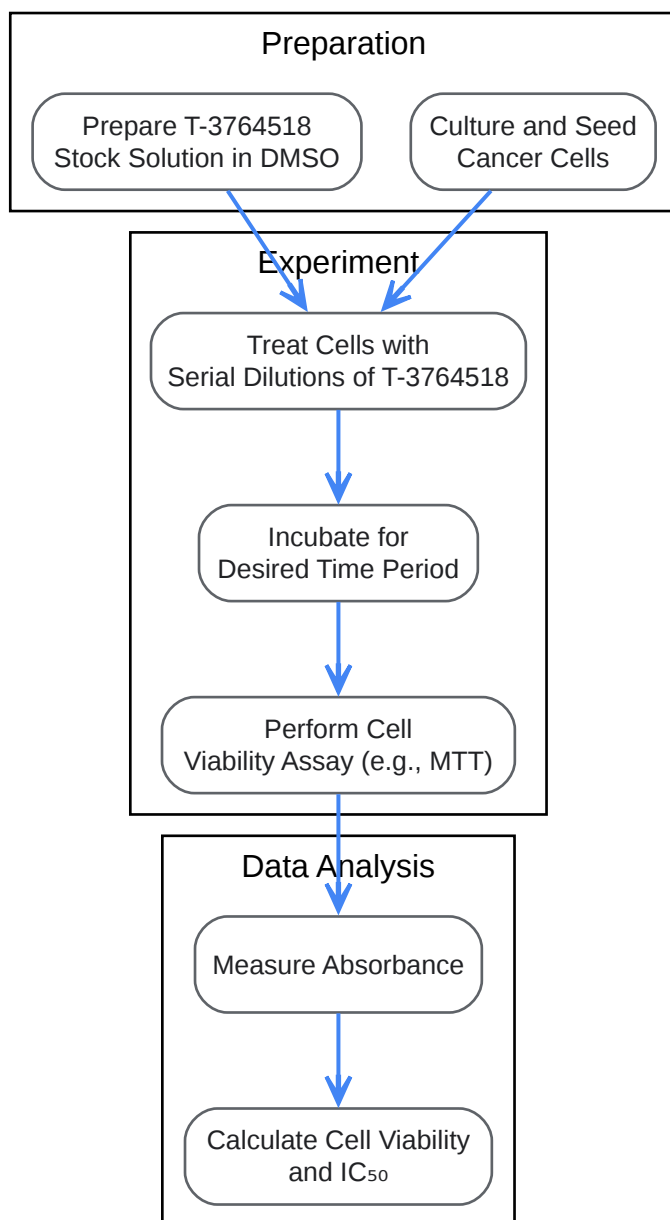 Preparation
Prepare T-3764518
Stock Solution in DMSO
Culture and Seed
Cancer Cells
Experiment
Treat Cells with
Serial Dilutions of T-3764518
Incubate for
Desired Time Period
Perform Cell
Viability Assay (e.g., MTT)
Data Analysis
Measure Absorbance
Calculate Cell Viability
and IC₅₀